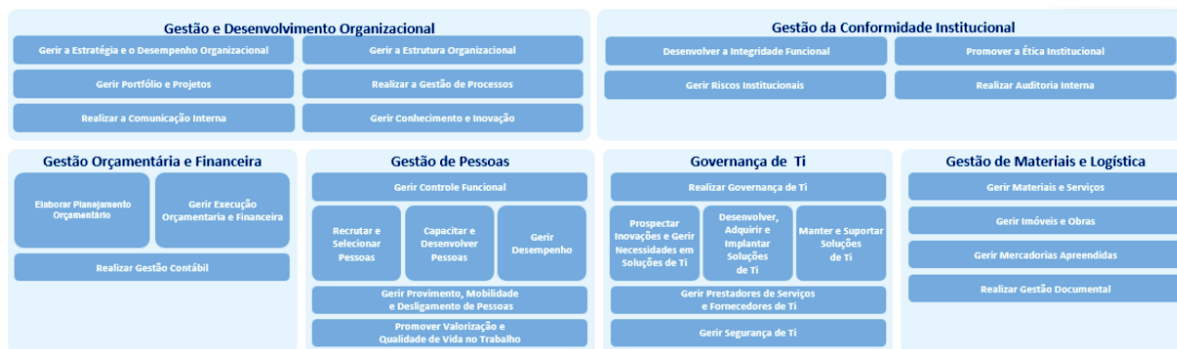 Gestão e Desenvolvimento Organizacional
Gerir a Estratégia e o Desempenho Organizacional
Gerir a Estrutura Organizacional
Gerir Portfólio e Projetos
Realizar a Gestão de Processos
Realizar a Comunicação Interna
Gerir Conhecimento e Inovação
Gestão da Conformidade Institucional
Desenvolver a Integridade Funcional
Promover a Ética Institucional
Gerir Riscos Institucionais
Realizar Auditoria Interna
Gestão Orçamentária e Financeira
Elaborar Planejamento
Orçamentário
Gerir Execução
Orçamentaria e Financeira
Realizar Gestão Contábil
Gestão de Pessoas
Gerir Controle Funcional
Recrutar e
Selecionar
Pessoas
Capacitar e
Desenvolver
Pessoas
Gerir
Desempenho
Gerir Provimento, Mobilidade
e Desligamento de Pessoas
Promover Valorização e
Qualidade de Vida no Trabalho
Governança de Ti
Realizar Governança de Ti
Prospectar
Inovações e Gerir
Necessidades em
Soluções de Ti
Desenvolver,
Adquirir e
Implantar
Soluções
de Ti
Manter e Suportar
Soluções
de Ti
Gerir Prestadores de Serviços
e Fornecedores de Ti
Gerir Segurança de Ti
Gestão de Materiais e Logística
Gerir Materiais e Serviços
Gerir Imóveis e Obras
Gerir Mercadorias Apreendidas
Realizar Gestão Documental